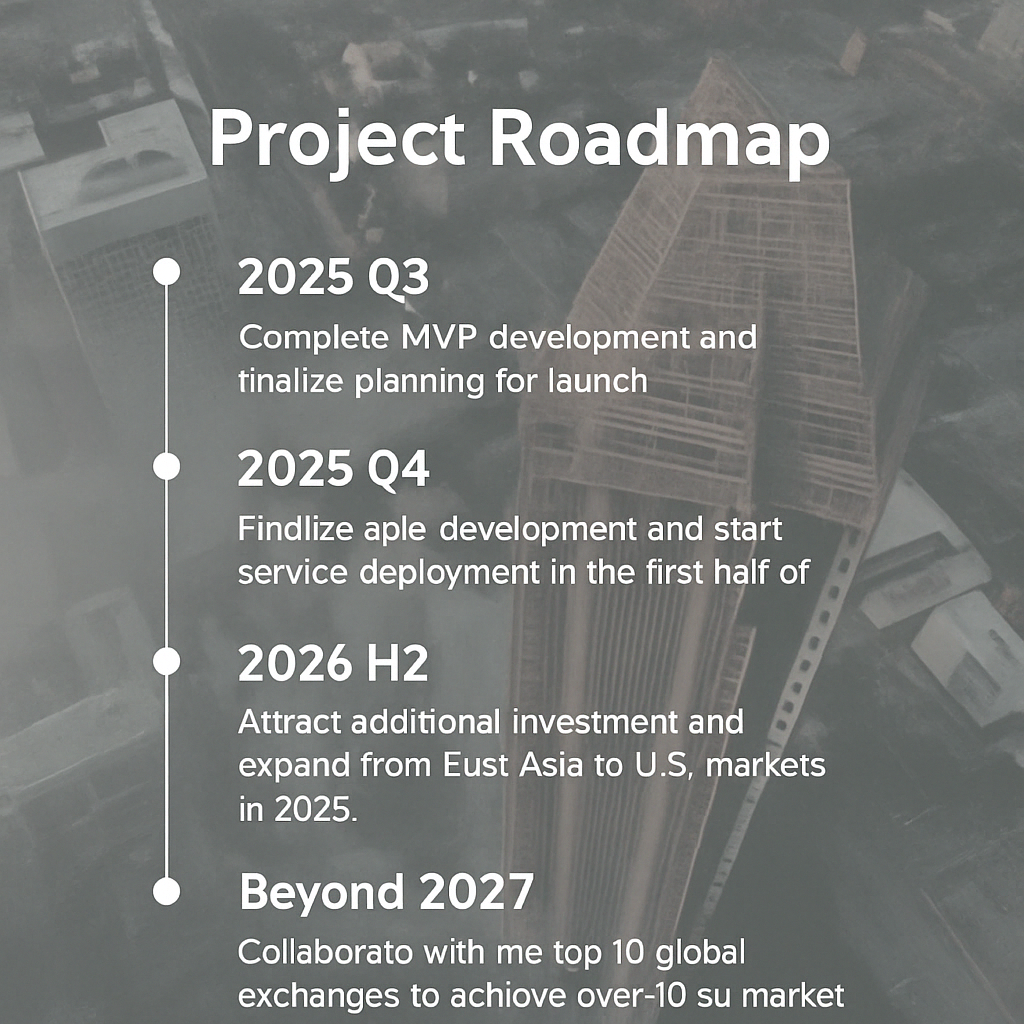 Project Roadmap
2025 Q3
Complete MVP development and
tinalize planning for launch
2025 Q4
Findlize aple development and start
service deployment in the first half of
2026 H2
Attract additional investment and
expand from Eust Asia to U.S, markets
in 2025.
Beyond 2027
Collaborato with me top 10 global
exchanges to achiove over-10 su market